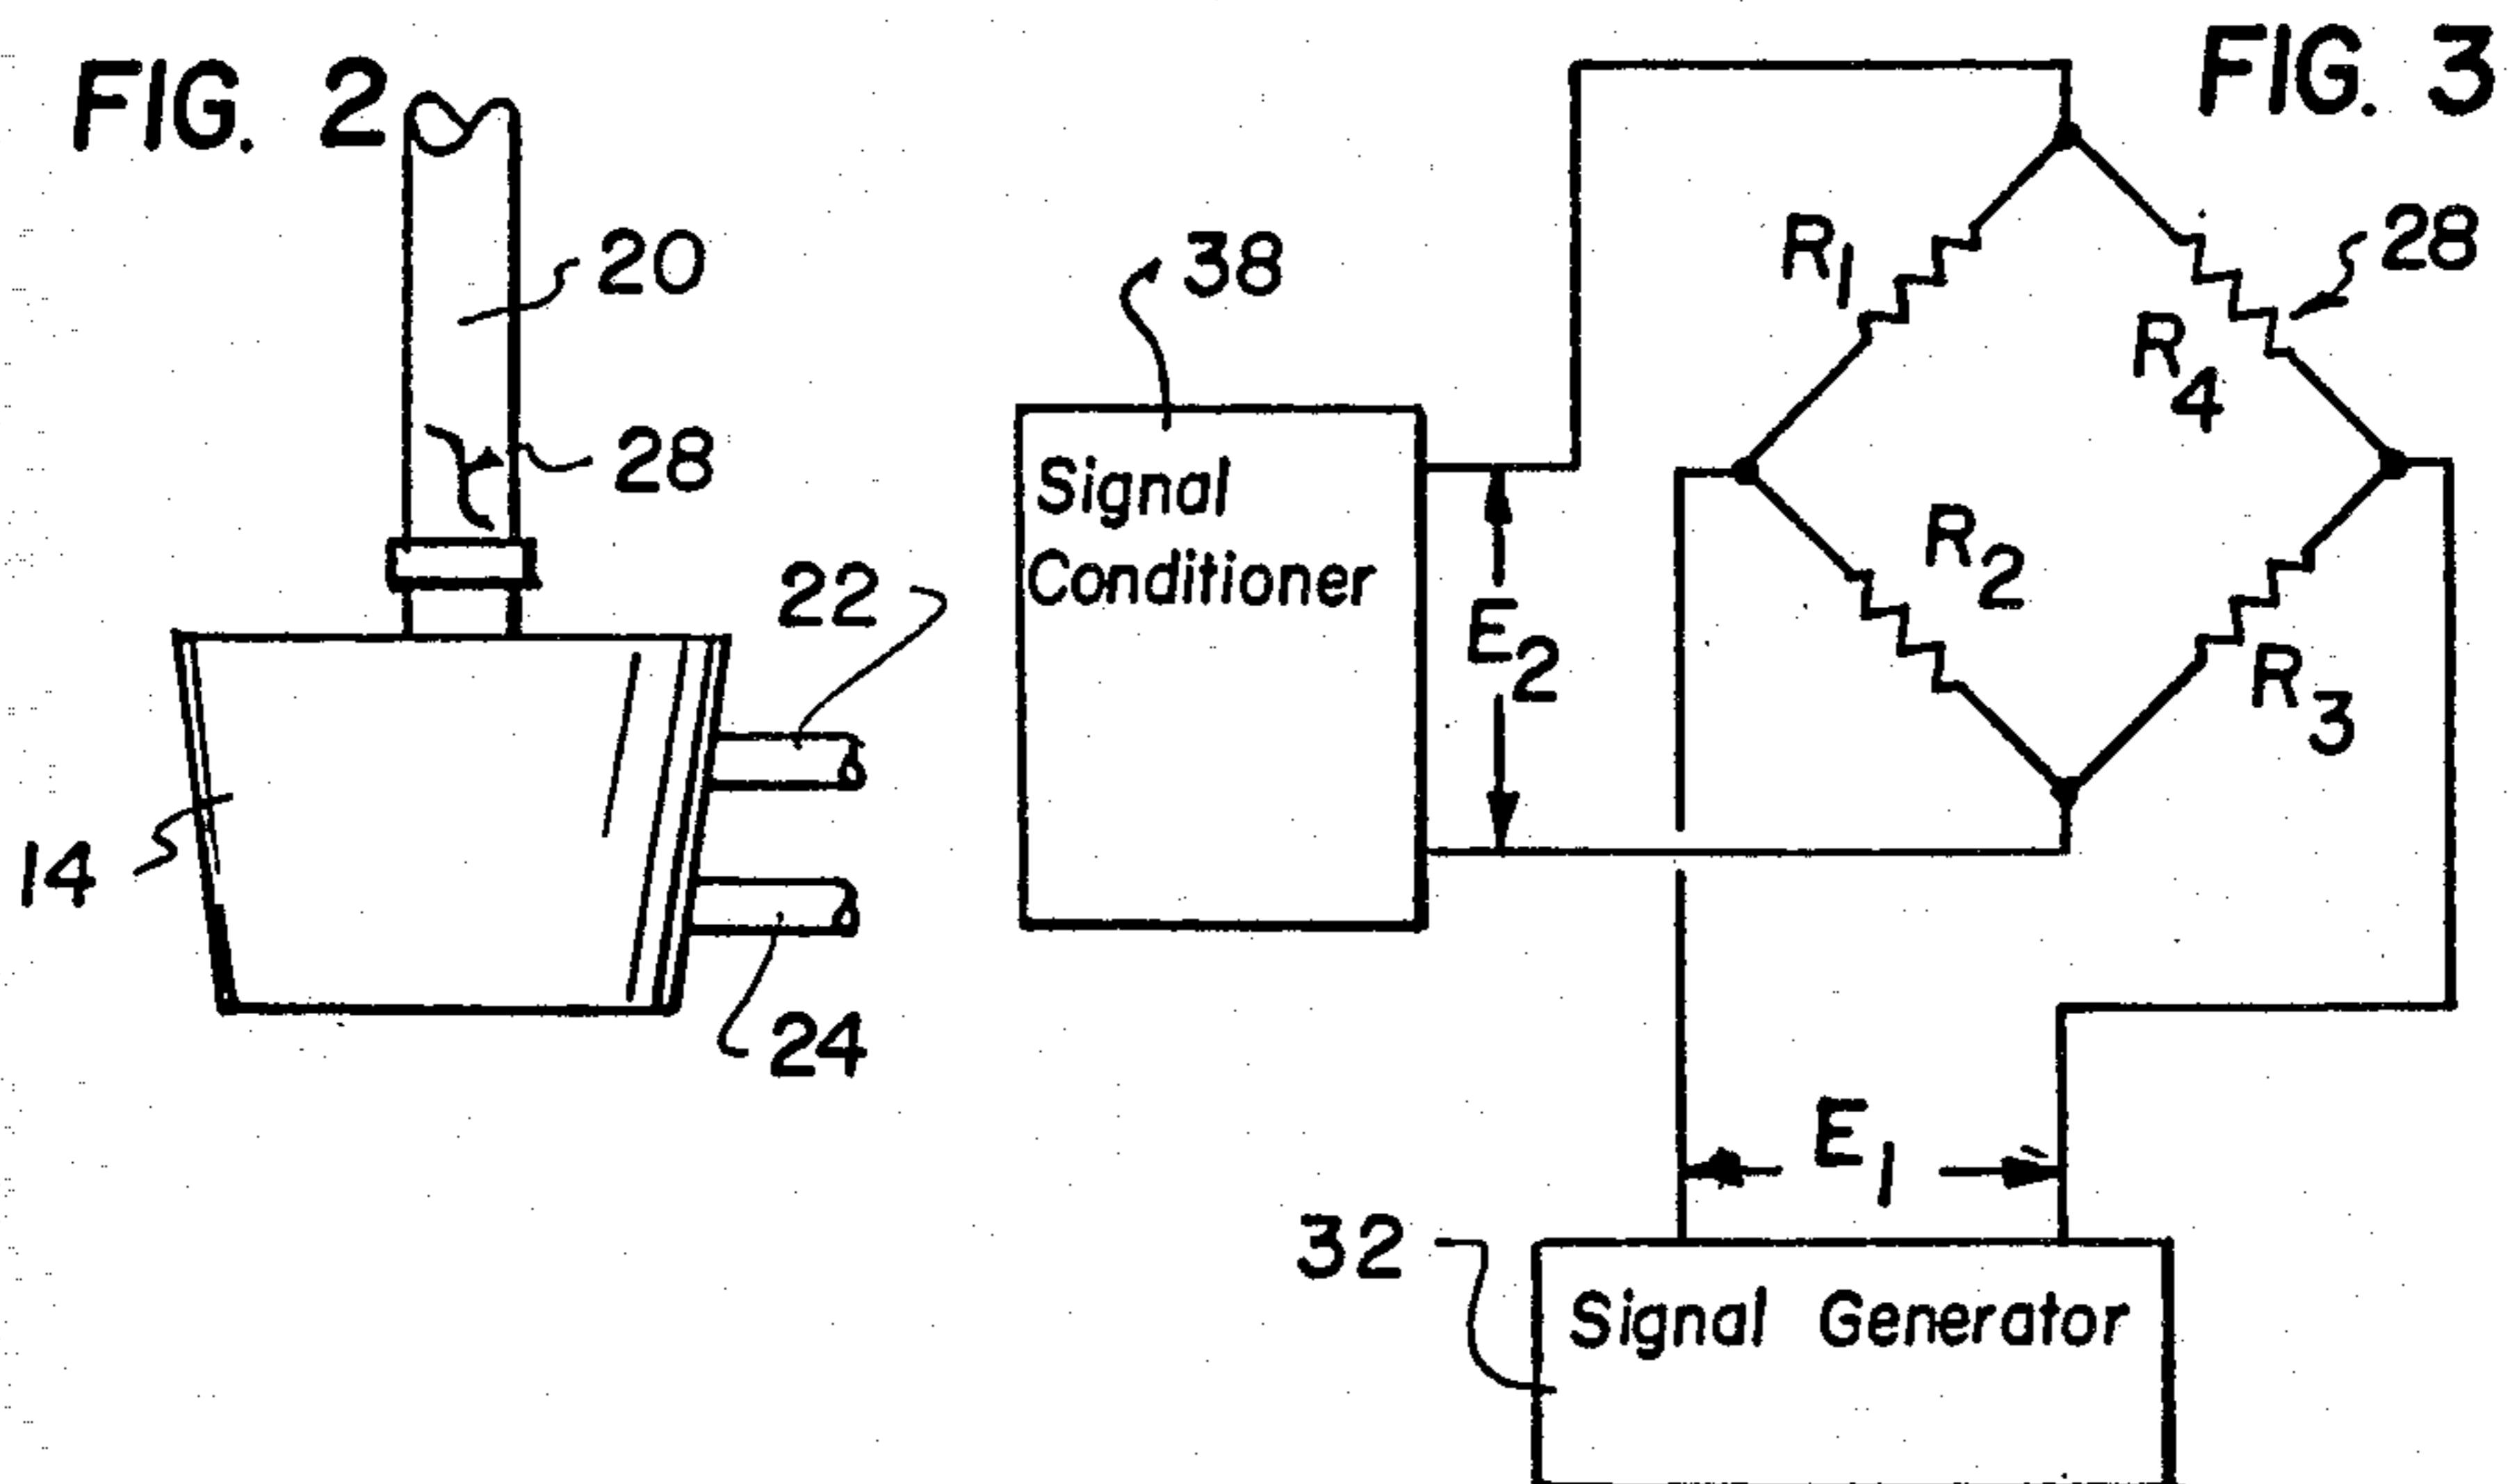 FIG. 2
20
28
22
14
24
FIG. 3
38
R1
28
R4
Signal
Conditioner
E2
R2
R3
E1
32
Signal Generator